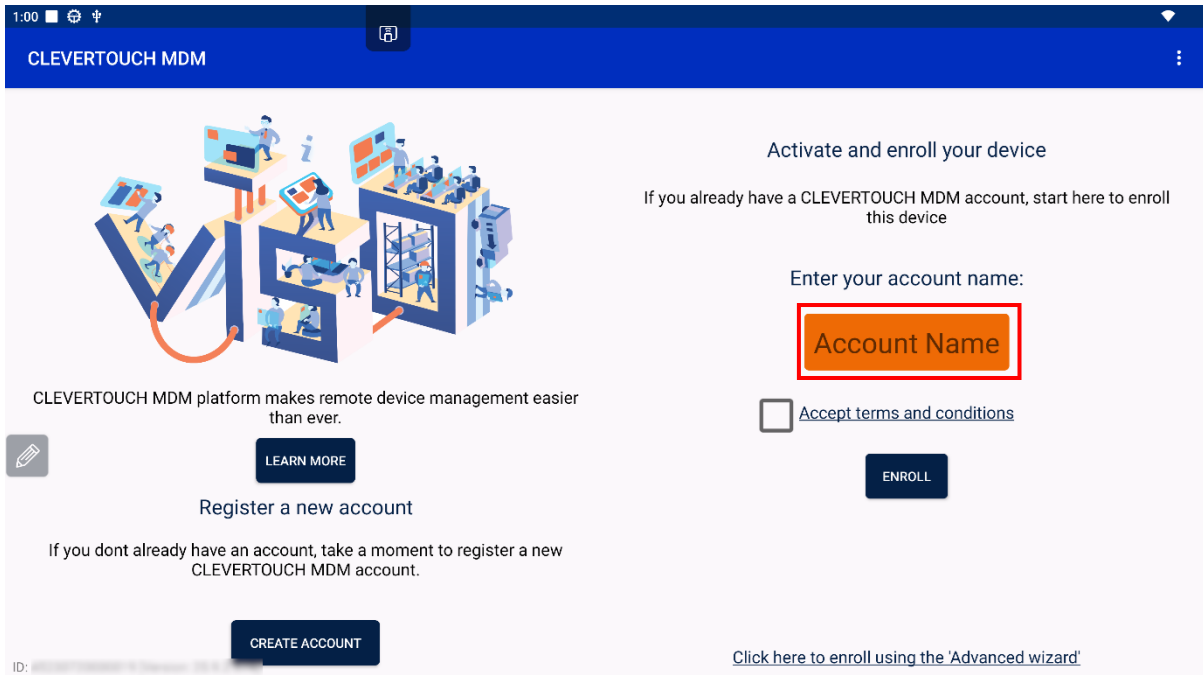 1:00
CLEVERTOUCH MDM
VISO
CLEVERTOUCH MDM platform makes remote device management easier
than ever.
LEARN MORE
Register a new account
If you dont already have an account, take a moment to register a new
CLEVERTOUCH MDM account.
CREATE ACCOUNT
ID:
Activate and enroll your device
If you already have a CLEVERTOUCH MDM account, start here to enroll
this device
Enter your account name:
Account Name
Accept terms and conditions
ENROLL
Click here to enroll using the 'Advanced wizard'